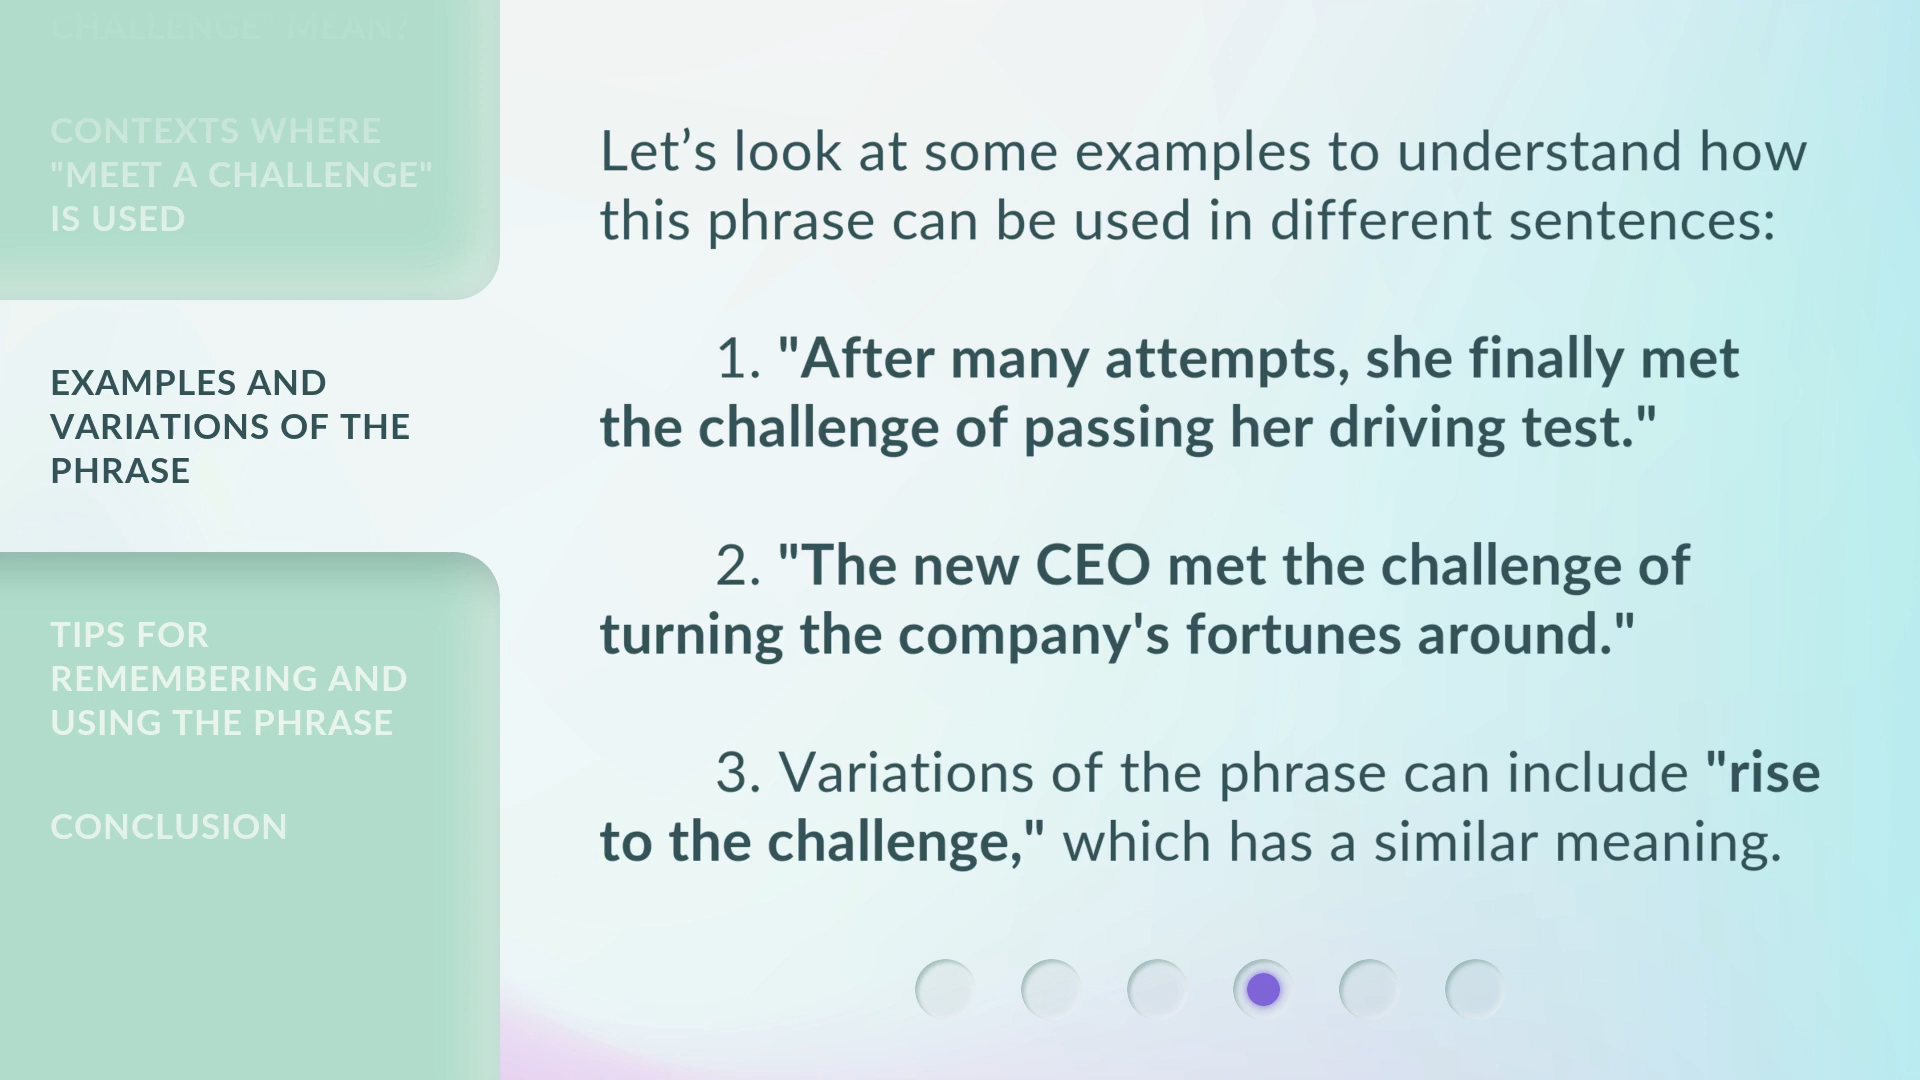 CHALLENGE" MEAN?
CONTEXTS WHERE
"MEET A CHALLENGE"
IS USED
EXAMPLES AND
VARIATIONS OF THE
PHRASE
TIPS FOR
REMEMBERING AND
USING THE PHRASE
CONCLUSION
Let’s look at some examples to understand how
this phrase can be used in different sentences:
1. "After many attempts, she finally met
the challenge of passing her driving test."
2. "The new CEO met the challenge of
turning the company's fortunes around."
3. Variations of the phrase can include "rise
to the challenge," which has a similar meaning.